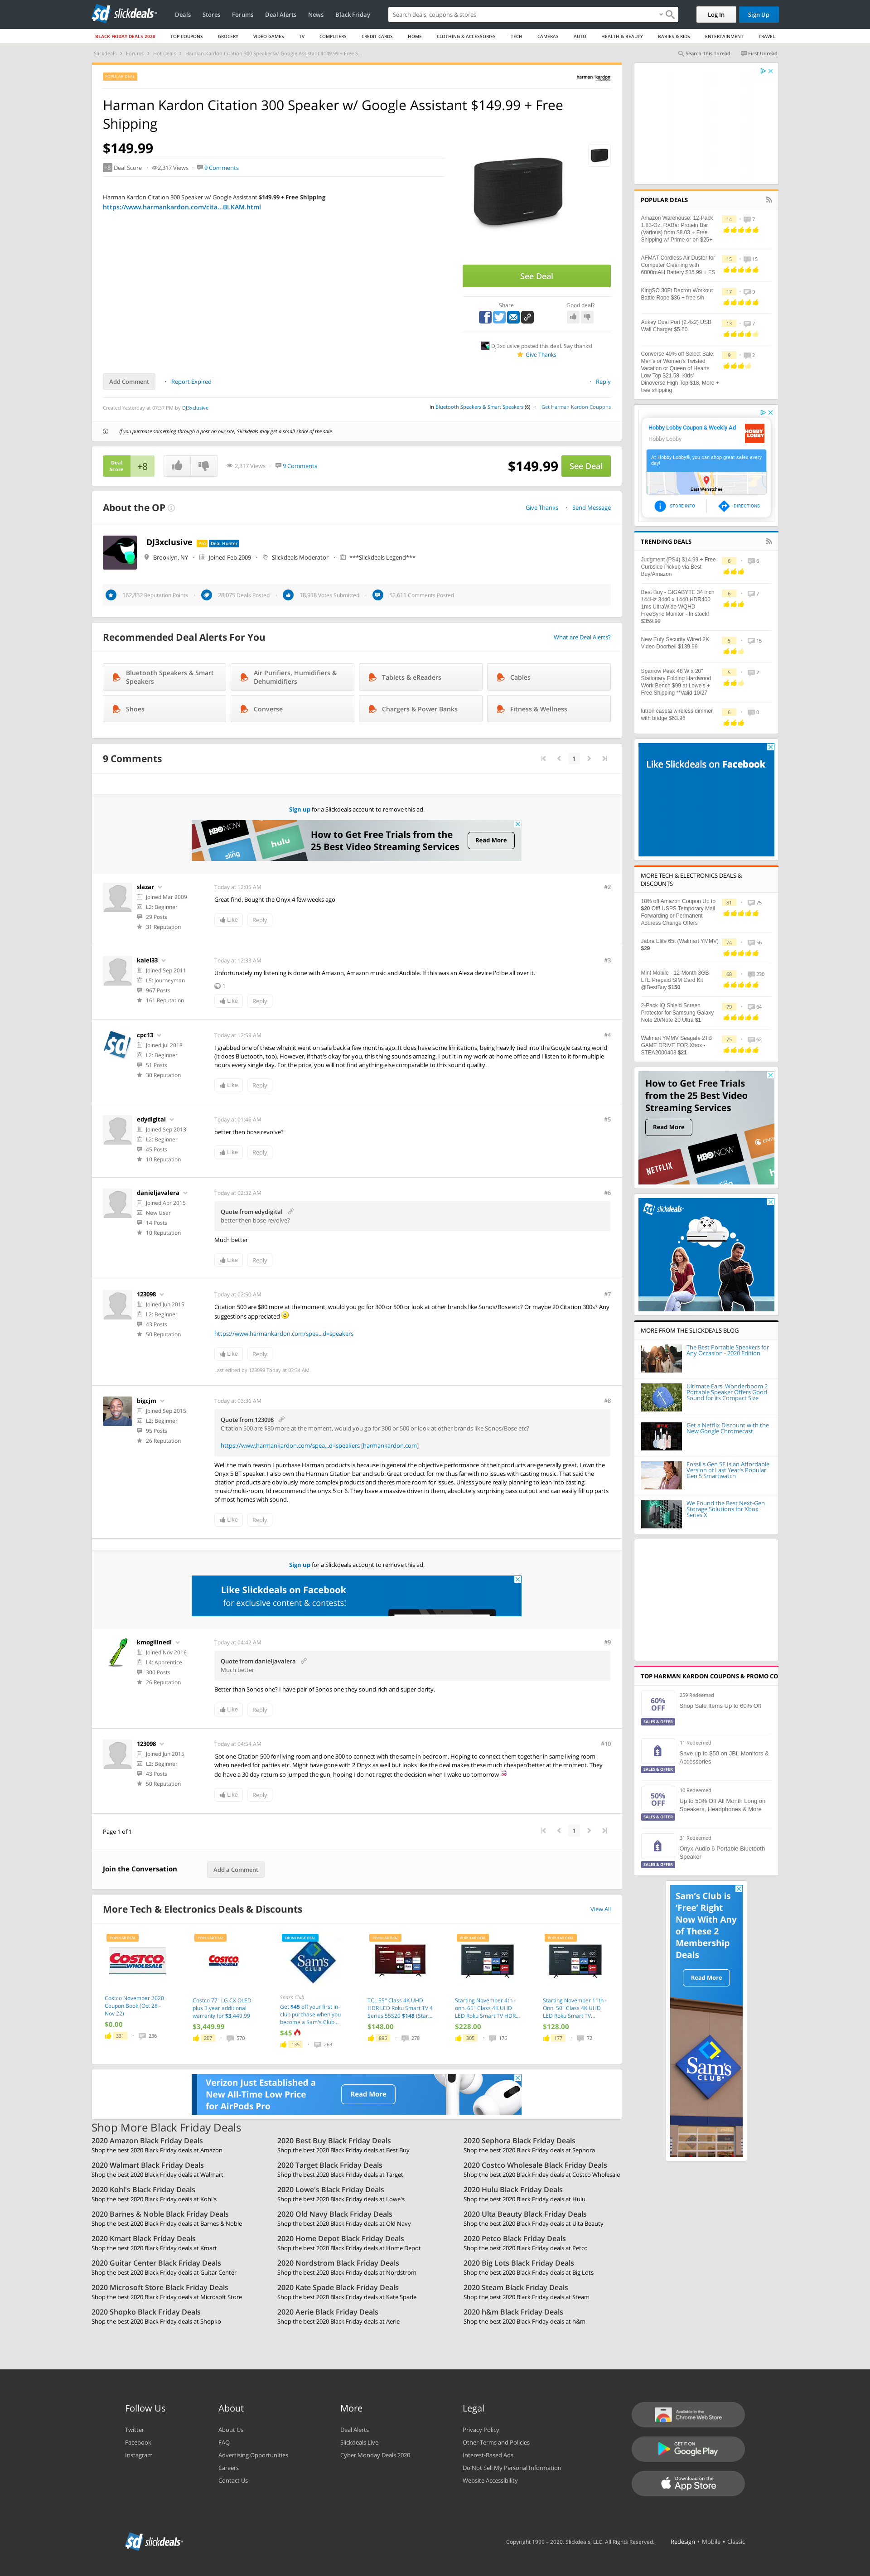 sd slickdeals
Deals Stores Forums Deal Alerts News Black Friday
Search deals, coupons & stores
Log In Sign Up
BLACK FRIDAY DEALS 2020 TOP COUPONS GROCERY VIDEO GAMES TV COMPUTERS CREDIT CARDS HOME CLOTHING & ACCESSORIES TECH CAMERAS AUTO HEALTH & BEAUTY BABIES & KIDS ENTERTAINMENT TRAVEL
Slickdeals Forums Hot Deals Harman Kardon Citation 300 Speaker w/ Google Assistant $149.99 + Free S...
Search This Thread First Unread
POPULAR DEAL
harman kardon
Harman Kardon Citation 300 Speaker w/ Google Assistant $149.99 + Free
Shipping
$149.99
+8 Deal Score 2,317 Views 9 Comments
Harman Kardon Citation 300 Speaker w/ Google Assistant $149.99 + Free Shipping
https://www.harmankardon.com/cita...BLKAM.html
See Deal
Share
Good deal?
DJ3xclusive posted this deal. Say thanks!
Give Thanks
Add Comment Report Expired Reply
Created Yesterday at 07:37 PM by DJ3xclusive
in Bluetooth Speakers & Smart Speakers (6) Get Harman Kardon Coupons
If you purchase something through a post on our site, Slickdeals may get a small share of the sale.
Deal
Score
+8
2,317 Views 9 Comments
$149.99 See Deal
About the OP
Give Thanks Send Message
DJ3xclusive Pro Deal Hunter
Brooklyn, NY Joined Feb 2009 Slickdeals Moderator ***Slickdeals Legend***
162,832 Reputation Points 28,075 Deals Posted 18,918 Votes Submitted 52,611 Comments Posted
Recommended Deal Alerts For You
What are Deal Alerts?
Bluetooth Speakers & Smart
Speakers
Air Purifiers, Humidifiers &
Dehumidifiers
Tablets & eReaders
Cables
Shoes
Converse
Chargers & Power Banks
Fitness & Wellness
9 Comments
1
Sign up for a Slickdeals account to remove this ad.
HBO NOW
hulu
sling
How to Get Free Trials from the
25 Best Video Streaming Services
Read More
slazar
Joined Mar 2009
L2: Beginner
29 Posts
31 Reputation
Today at 12:05 AM
#2
Great find. Bought the Onyx 4 few weeks ago
Like Reply
kalel33
Joined Sep 2011
L5: Journeyman
967 Posts
161 Reputation
Today at 12:33 AM
#3
Unfortunately my listening is done with Amazon, Amazon music and Audible. If this was an Alexa device I'd be all over it.
1
Like Reply
cpc13
Joined Jul 2018
L2: Beginner
51 Posts
30 Reputation
Today at 12:59 AM
#4
I grabbed one of these when it went on sale back a few months ago. It does have some limitations, being heavily tied into the Google casting world
(it does Bluetooth, too). However, if that's okay for you, this thing sounds amazing. I put it in my work-at-home office and I listen to it for multiple
hours every single day. For the price, you will not find anything else comparable to this sound quality.
Like Reply
edydigital
Joined Sep 2013
L2: Beginner
45 Posts
10 Reputation
Today at 01:46 AM
#5
better then bose revolve?
Like Reply
danieljavalera
Joined Apr 2015
New User
14 Posts
10 Reputation
Today at 02:32 AM
#6
Quote from edydigital
better then bose revolve?
Much better
Like Reply
123098
Joined Jun 2015
L2: Beginner
43 Posts
50 Reputation
Today at 02:50 AM
#7
Citation 500 are $80 more at the moment, would you go for 300 or 500 or look at other brands like Sonos/Bose etc? Or maybe 20 Citation 300s? Any
suggestions appreciated
https://www.harmankardon.com/spea...d=speakers
Like Reply
Last edited by 123098 Today at 03:34 AM.
bigcjm
Joined Sep 2015
L2: Beginner
95 Posts
26 Reputation
Today at 03:36 AM
#8
Quote from 123098
Citation 500 are $80 more at the moment, would you go for 300 or 500 or look at other brands like Sonos/Bose etc?
https://www.harmankardon.com/spea...d=speakers [harmankardon.com]
Well the main reason I purchase Harman products is because in general the objective performance of their products are generally great. I own the
Onyx 5 BT speaker. I also own the Harman Citation bar and sub. Great product for me thus far with no issues with casting music. That said the
citation products are obviously more multiple products and theres more room for issues. Unless youre really planning to lean into casting
music/multi-room, Id recommend the onyx 5 or 6. They have a massive driver in them, absolutely surprising bass output and can easily fill up parts
of most homes with sound.
Like Reply
Sign up for a Slickdeals account to remove this ad.
Like Slickdeals on Facebook
for exclusive content & contests!
kmogilinedi
Joined Nov 2016
L4: Apprentice
300 Posts
26 Reputation
Today at 04:42 AM
#9
Quote from danieljavalera
Much better
Better than Sonos one? I have pair of Sonos one they sound rich and super clarity.
Like Reply
123098
Joined Jun 2015
L2: Beginner
43 Posts
50 Reputation
Today at 04:54 AM
#10
Got one Citation 500 for living room and one 300 to connect with the same in bedroom. Hoping to connect them together in same living room
when needed for parties etc. Might have gone with 2 Onyx as well but looks like the deal makes these much cheaper/better at the moment. They
do have a 30 day return so jumped the gun, hoping I do not regret the decision when I wake up tomorrow
Like Reply
Page 1 of 1
1
Join the Conversation
Add a Comment
More Tech & Electronics Deals & Discounts
View All
POPULAR DEAL
COSTCO WHOLESALE
Costco November 2020
Coupon Book (Oct 28 -
Nov 22)
$0.00
331 236
POPULAR DEAL
COSTCO WHOLESALE
Costco 77" LG CX OLED
plus 3 year additional
warranty for $3,449.99
$3,449.99
207 570
FRONTPAGE DEAL
Sam's CLUB
Sam's Club
Get $45 off your first in-
club purchase when you
become a Sam's Club...
$45
135 263
POPULAR DEAL
TCL 55" Class 4K UHD
HDR LED Roku Smart TV 4
Series 55S20 $148 (Star...
$148.00
895 278
POPULAR DEAL
Starting November 4th -
onn. 65" Class 4K UHD
LED Roku Smart TV HDR...
$228.00
305 176
POPULAR DEAL
Starting November 11th -
Onn. 50" Class 4K UHD
LED Roku Smart TV...
$128.00
177 72
Verizon Just Established a
New All-Time Low Price
for AirPods Pro
Read More
Shop More Black Friday Deals
2020 Amazon Black Friday Deals
Shop the best 2020 Black Friday deals at Amazon
2020 Best Buy Black Friday Deals
Shop the best 2020 Black Friday deals at Best Buy
2020 Sephora Black Friday Deals
Shop the best 2020 Black Friday deals at Sephora
2020 Walmart Black Friday Deals
Shop the best 2020 Black Friday deals at Walmart
2020 Target Black Friday Deals
Shop the best 2020 Black Friday deals at Target
2020 Costco Wholesale Black Friday Deals
Shop the best 2020 Black Friday deals at Costco Wholesale
2020 Kohl's Black Friday Deals
Shop the best 2020 Black Friday deals at Kohl's
2020 Lowe's Black Friday Deals
Shop the best 2020 Black Friday deals at Lowe's
2020 Hulu Black Friday Deals
Shop the best 2020 Black Friday deals at Hulu
2020 Barnes & Noble Black Friday Deals
Shop the best 2020 Black Friday deals at Barnes & Noble
2020 Old Navy Black Friday Deals
Shop the best 2020 Black Friday deals at Old Navy
2020 Ulta Beauty Black Friday Deals
Shop the best 2020 Black Friday deals at Ulta Beauty
2020 Kmart Black Friday Deals
Shop the best 2020 Black Friday deals at Kmart
2020 Home Depot Black Friday Deals
Shop the best 2020 Black Friday deals at Home Depot
2020 Petco Black Friday Deals
Shop the best 2020 Black Friday deals at Petco
2020 Guitar Center Black Friday Deals
Shop the best 2020 Black Friday deals at Guitar Center
2020 Nordstrom Black Friday Deals
Shop the best 2020 Black Friday deals at Nordstrom
2020 Big Lots Black Friday Deals
Shop the best 2020 Black Friday deals at Big Lots
2020 Microsoft Store Black Friday Deals
Shop the best 2020 Black Friday deals at Microsoft Store
2020 Kate Spade Black Friday Deals
Shop the best 2020 Black Friday deals at Kate Spade
2020 Steam Black Friday Deals
Shop the best 2020 Black Friday deals at Steam
2020 Shopko Black Friday Deals
Shop the best 2020 Black Friday deals at Shopko
2020 Aerie Black Friday Deals
Shop the best 2020 Black Friday deals at Aerie
2020 h&m Black Friday Deals
Shop the best 2020 Black Friday deals at h&m
POPULAR DEALS
Amazon Warehouse: 12-Pack
1.83-Oz. RXBar Protein Bar
(Various) from $8.03 + Free
Shipping w/ Prime or on $25+
14 7
AFMAT Cordless Air Duster for
Computer Cleaning with
6000mAH Battery $35.99 + FS
15 15
KingSO 30Ft Dacron Workout
Battle Rope $36 + free s/h
17 9
Aukey Dual Port (2.4x2) USB
Wall Charger $5.60
13 7
Converse 40% off Select Sale:
Men's or Women's Twisted
Vacation or Queen of Hearts
Low Top $21.58, Kids'
Dinoverse High Top $18, More +
free shipping
9 2
Hobby Lobby Coupon & Weekly Ad
Hobby Lobby
HOBBY LOBBY
At Hobby Lobby®, you can shop great sales every
day!
East Wenatchee
STORE INFO DIRECTIONS
TRENDING DEALS
Judgment (PS4) $14.99 + Free
Curbside Pickup via Best
Buy/Amazon
6 6
Best Buy - GIGABYTE 34 inch
144Hz 3440 x 1440 HDR400
1ms UltraWide WQHD
FreeSync Monitor - In stock!
$359.99
6 7
New Eufy Security Wired 2K
Video Doorbell $139.99
5 15
Sparrow Peak 48 W x 20"
Stationary Folding Hardwood
Work Bench $99 at Lowe's +
Free Shipping **Valid 10/27
5 2
lutron caseta wireless dimmer
with bridge $63.96
6 0
Like Slickdeals on Facebook
MORE TECH & ELECTRONICS DEALS &
DISCOUNTS
10% off Amazon Coupon Up to
$20 Off! USPS Temporary Mail
Forwarding or Permanent
Address Change Offers
81 75
Jabra Elite 65t (Walmart YMMV)
$29
74 56
Mint Mobile - 12-Month 3GB
LTE Prepaid SIM Card Kit
@BestBuy $150
68 230
2-Pack IQ Shield Screen
Protector for Samsung Galaxy
Note 20/Note 20 Ultra $1
79 64
Walmart YMMV Seagate 2TB
GAME DRIVE FOR Xbox -
STEA2000403 $21
75 62
How to Get Free Trials
from the 25 Best Video
Streaming Services
Read More
NETFLIX
HBO NOW
hulu
sling
crunchyroll
slickdeals
MORE FROM THE SLICKDEALS BLOG
The Best Portable Speakers for
Any Occasion - 2020 Edition
Ultimate Ears' Wonderboom 2
Portable Speaker Offers Good
Sound for its Compact Size
Get a Netflix Discount with the
New Google Chromecast
Fossil's Gen 5E Is an Affordable
Version of Last Year's Popular
Gen 5 Smartwatch
We Found the Best Next-Gen
Storage Solutions for Xbox
Series X
TOP HARMAN KARDON COUPONS & PROMO CO
60%
OFF
SALES & OFFER
259 Redeemed
Shop Sale Items Up to 60% Off
SALES & OFFER
11 Redeemed
Save up to $50 on JBL Monitors &
Accessories
50%
OFF
SALES & OFFER
10 Redeemed
Up to 50% Off All Month Long on
Speakers, Headphones & More
SALES & OFFER
31 Redeemed
Onyx Audio 6 Portable Bluetooth
Speaker
Sam's Club is
'Free' Right
Now With Any
of These 2
Membership
Deals
Read More
Sam's CLUB
Follow Us
Twitter
Facebook
Instagram
About
About Us
FAQ
Advertising Opportunities
Careers
Contact Us
More
Deal Alerts
Slickdeals Live
Cyber Monday Deals 2020
Legal
Privacy Policy
Other Terms and Policies
Interest-Based Ads
Do Not Sell My Personal Information
Website Accessibility
Available in the
Chrome Web Store
GET IT ON
Google Play
Download on the
App Store
sd slickdeals
Copyright 1999 - 2020. Slickdeals, LLC. All Rights Reserved. Redesign • Mobile • Classic